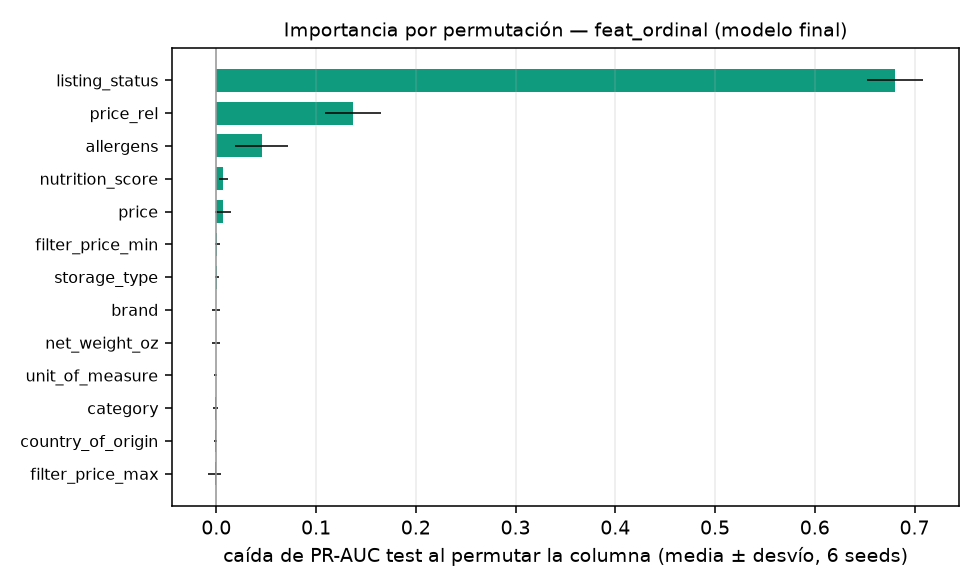 Importancia por permutación — feat_ordinal (modelo final)
listing_status
price_rel
allergens
nutrition_score
price
filter_price_min
storage_type
brand
net_weight_oz
unit_of_measure
category
country_of_origin
filter_price_max
0.0 0.1 0.2 0.3 0.4 0.5 0.6 0.7
caída de PR-AUC test al permutar la columna (media ± desvío, 6 seeds)